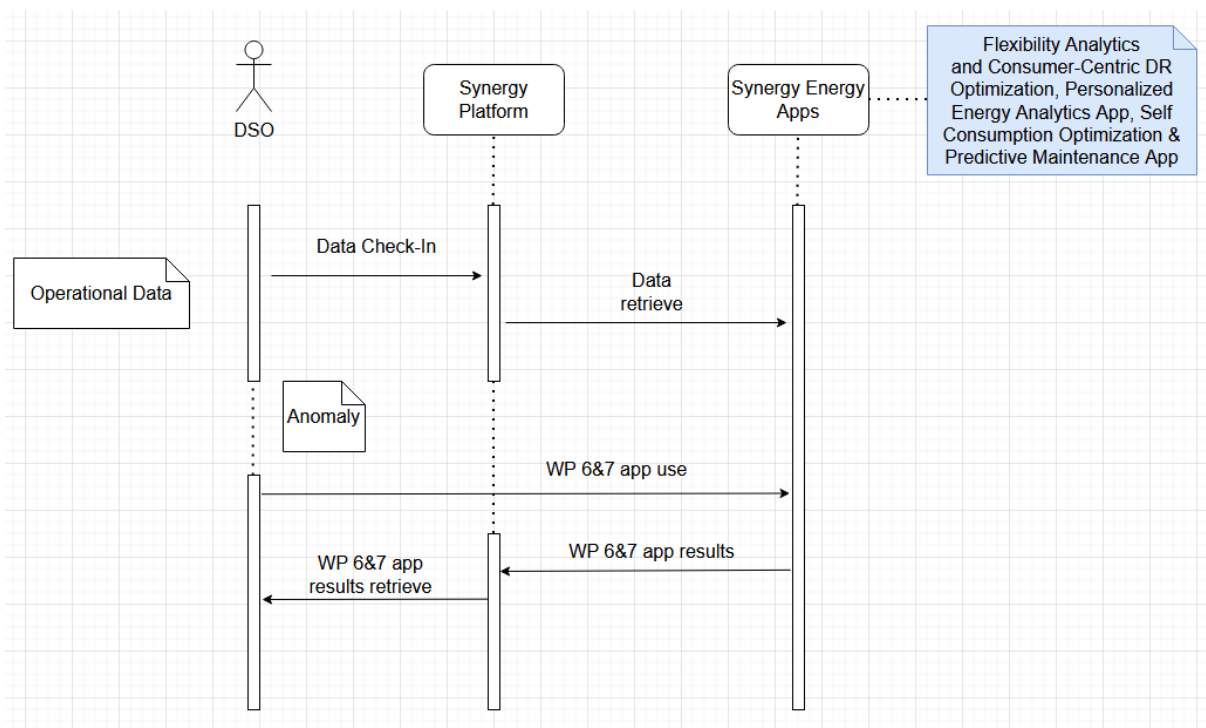 DSO
Synergy
Platform
Synergy Energy
Apps
Flexibility Analytics
and Consumer-Centric DR
Optimization, Personalized
Energy Analytics App, Self
Consumption Optimization &
Predictive Maintenance App
Operational Data
Data Check-In
Data
retrieve
Anomaly
WP 6&7 app use
WP 6&7 app results
WP 6&7 app
results retrieve